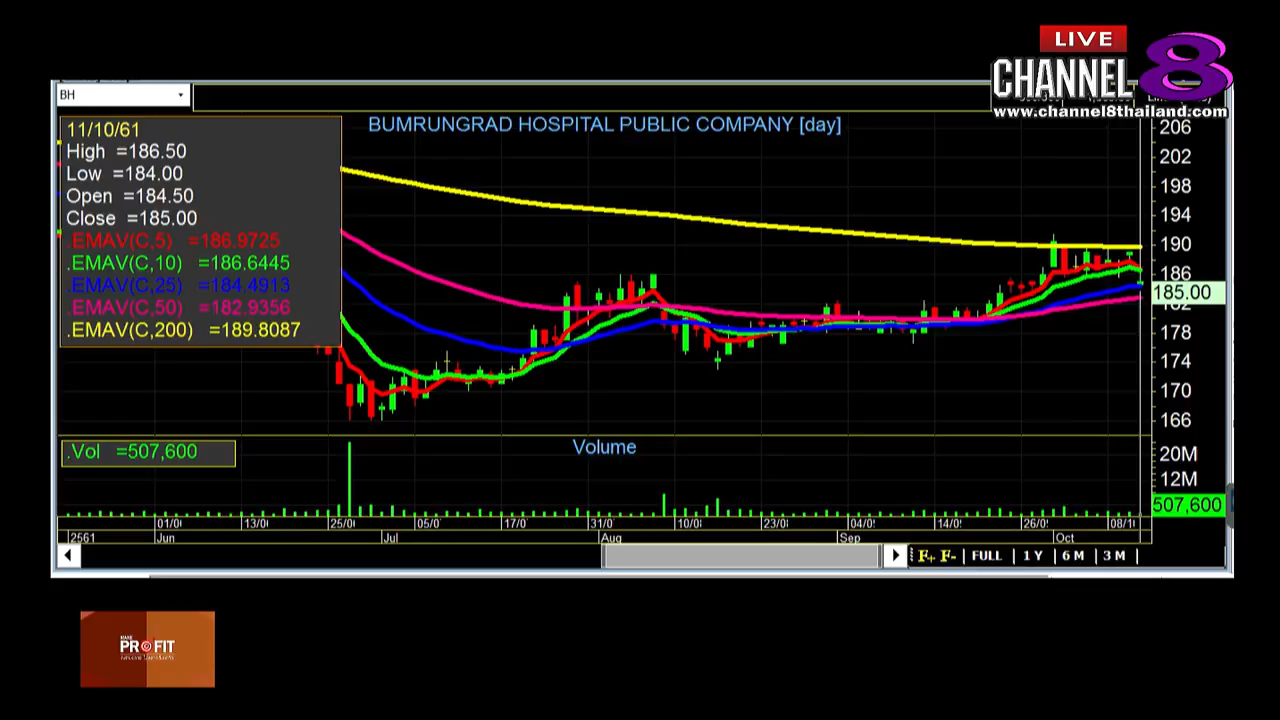 LIVE
CHANNEL 8
www.channel8thailand.com
BH
BUMRUNGRAD HOSPITAL PUBLIC COMPANY [day]
11/10/61
High =186.50
Low =184.00
Open =184.50
Close =185.00
.EMAV(C,5) =186.9725
.EMAV(C,10) =186.6445
.EMAV(C,25) =184.4913
.EMAV(C,50) =182.9356
.EMAV(C,200) =189.8087
206
202
198
194
190
186
185.00
182
178
174
170
166
.Vol =507,600
Volume
20M
12M
507,600
01/0 13/0 25/0 05/0 17/0 31/0 10/0 23/0 04/0 14/0 26/0 08/1
2561 Jun Jul Aug Sep Oct
F+ F- | FULL | 1 Y | 6 M | 3 M |
MAKE
PROFIT